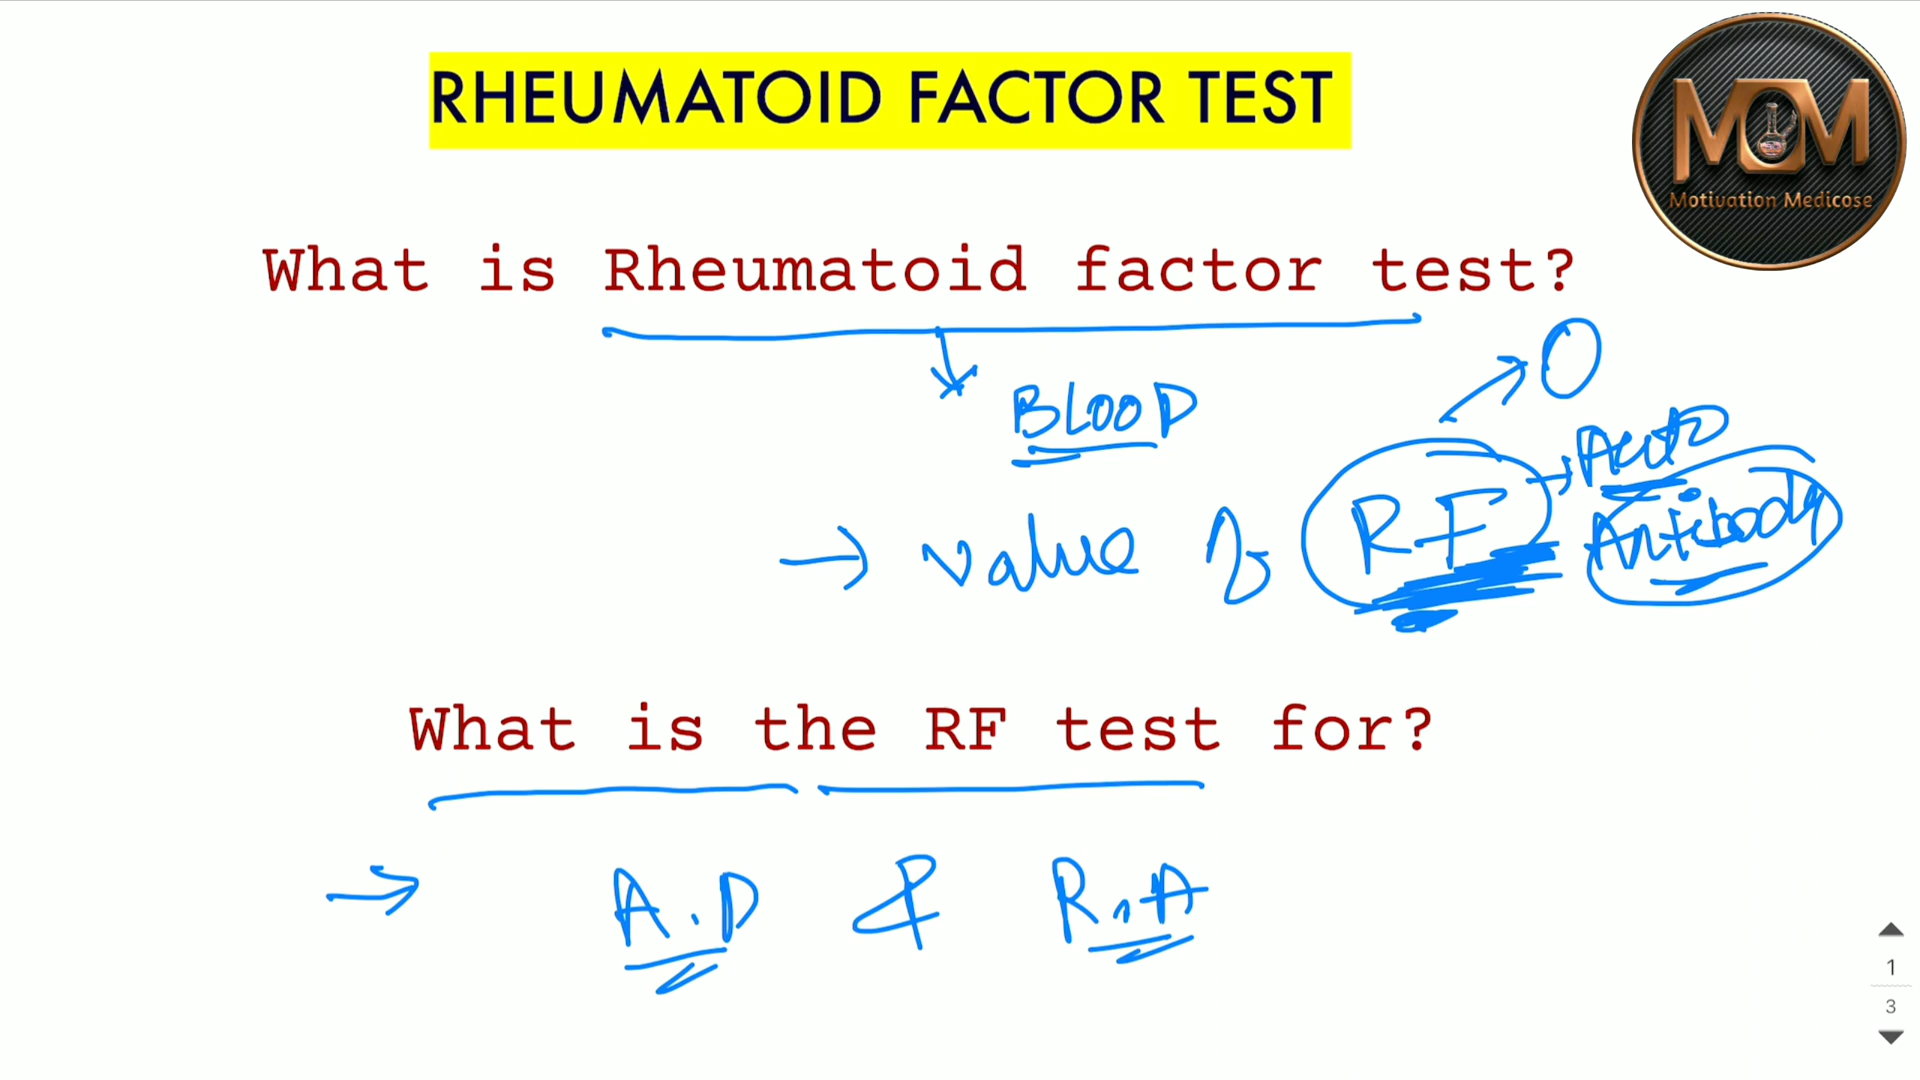 RHEUMATOID FACTOR TEST
MOM
Motivation Medicose
What is Rheumatoid factor test?
BLOOD
O
Auto
Antibody
→ value of RF
What is the RF test for?
→ A.D & R.A
1
3